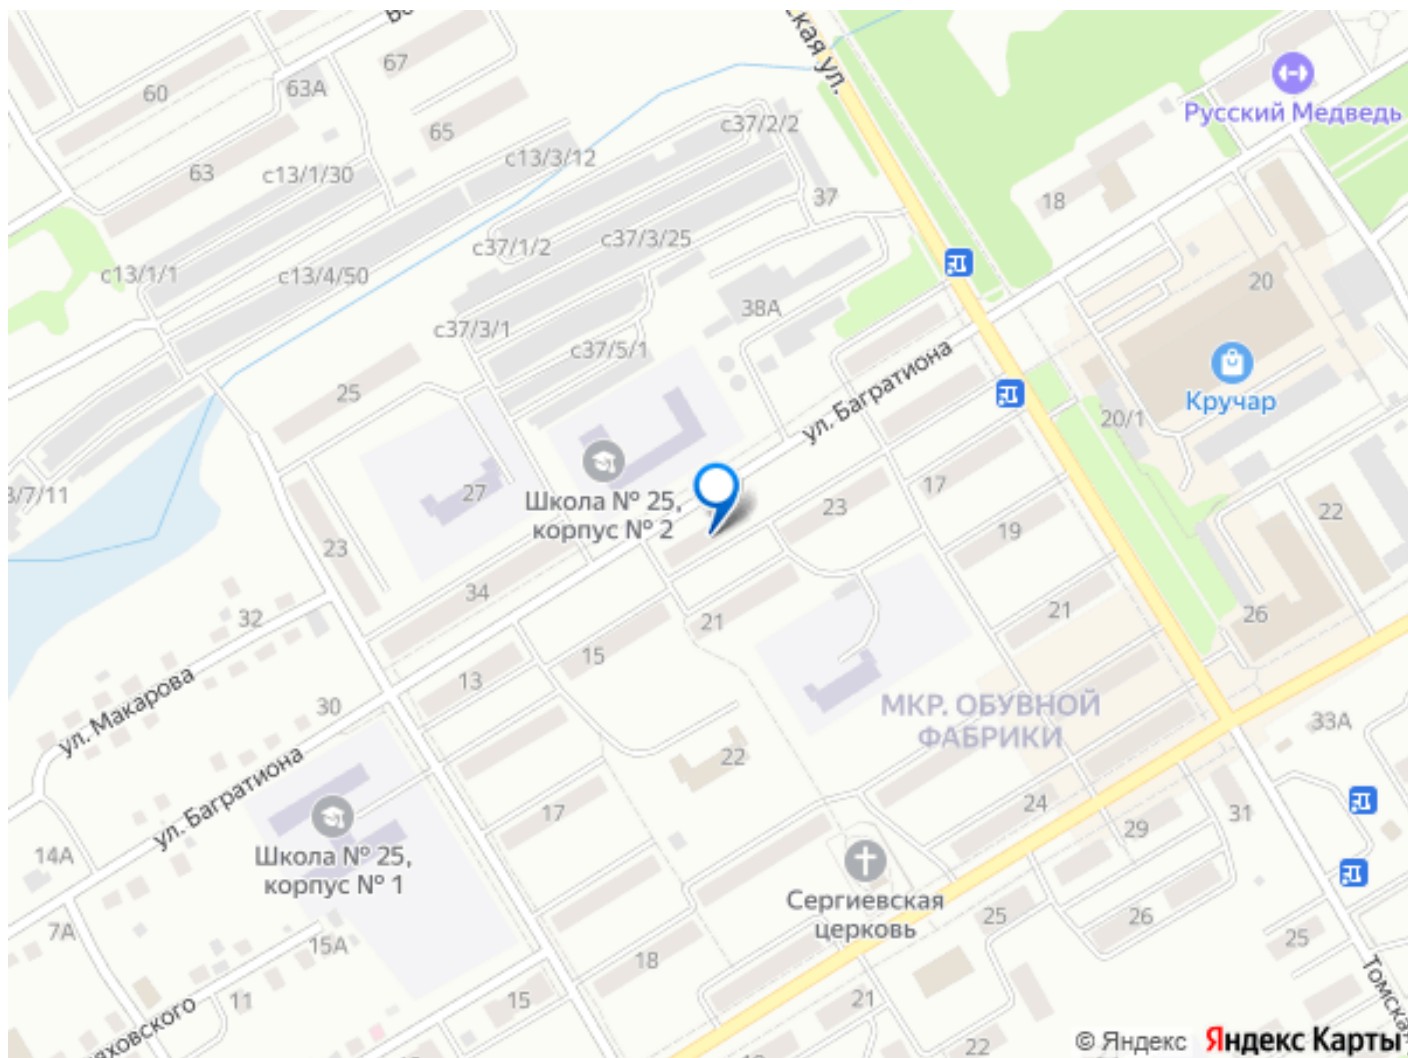 67
60
63А
65
63
с13/1/30
с13/3/12
с37/2/2
Русский Медведь
18
37
с37/1/2
с37/3/25
с13/1/1
с13/4/50
20
38А
с37/3/1
с37/5/1
25
ул. Багратиона
Кручар
20/1
27
Школа № 25,
корпус № 2
23
17
22
19
23
34
32
21
21
26
15
13
ул. Макарова
30
МКР. ОБУВНОЙ
ФАБРИКИ
33А
22
ул. Багратиона
17
24
29
31
14А
Школа № 25,
корпус № 1
Сергиевская
церковь
25
26
7А
15А
25
18
15
11
21
22
Томская
© Яндекс
Яндекс Карты